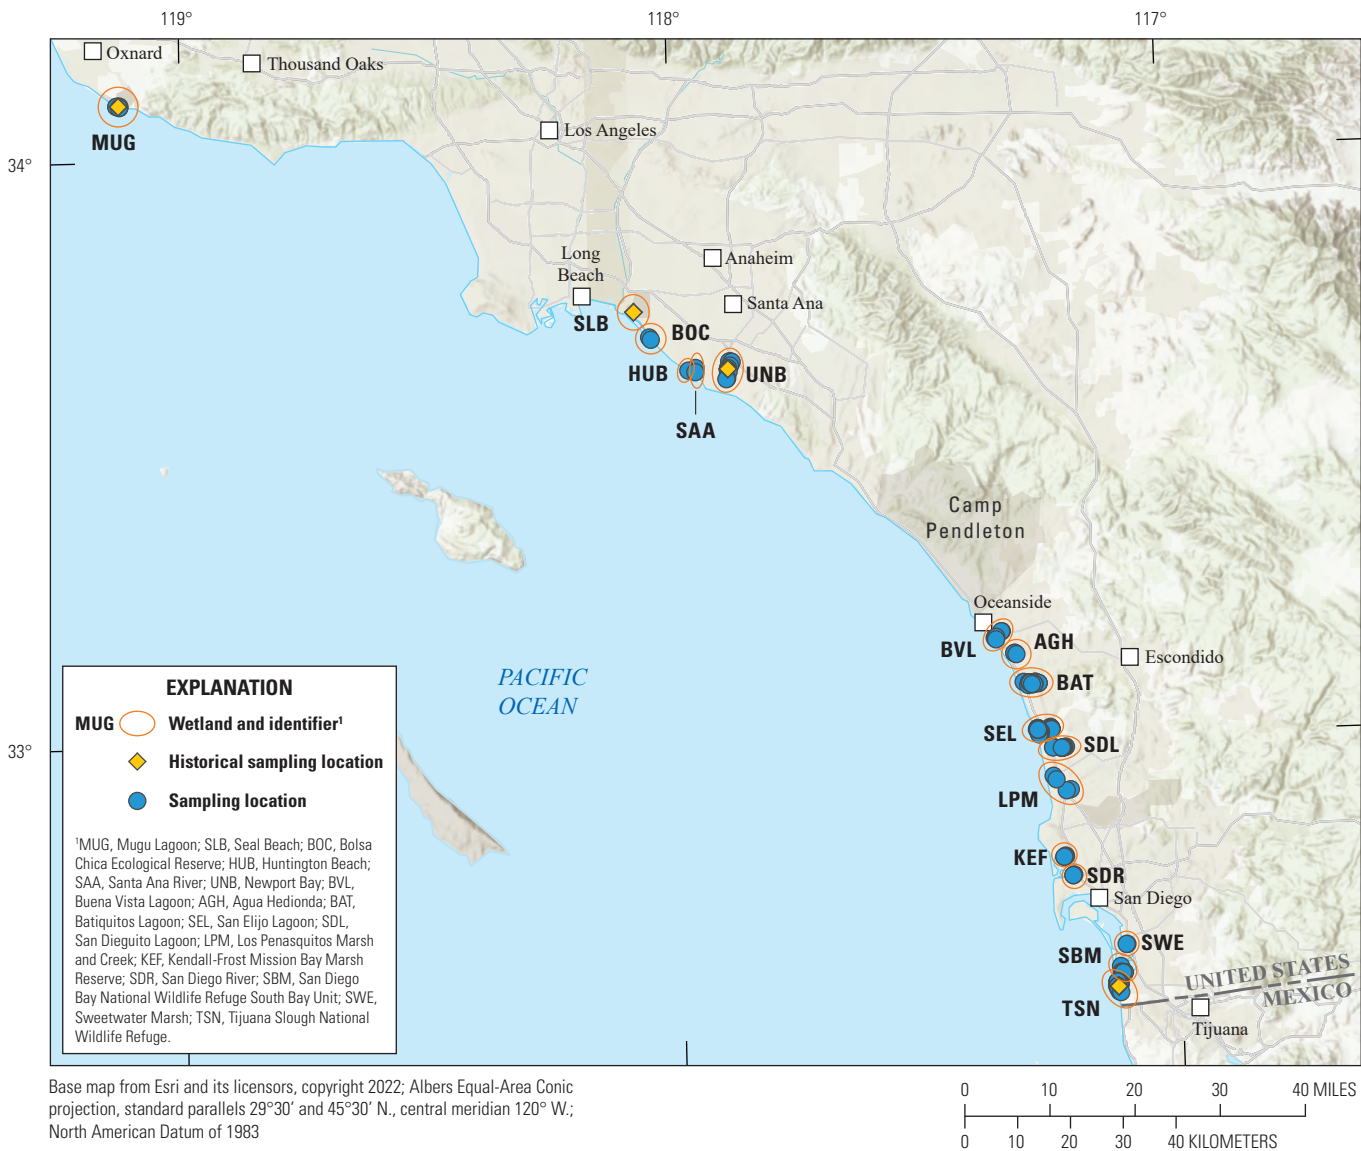 119°
118°
117°
Oxnard
Thousand Oaks
MUG
Los Angeles
34°
Long
Beach
Anaheim
Santa Ana
SLB
BOC
HUB
UNB
SAA
Camp
Pendleton
Oceanside
BVL
AGH
Escondido
BAT
PACIFIC
OCEAN
SEL
SDL
33°
LPM
KEF
SDR
San Diego
SWE
SBM
UNITED STATES
MEXICO
TSN
Tijuana
EXPLANATION
MUG Wetland and identifier¹
Historical sampling location
Sampling location
¹MUG, Mugu Lagoon; SLB, Seal Beach; BOC, Bolsa
Chica Ecological Reserve; HUB, Huntington Beach;
SAA, Santa Ana River; UNB, Newport Bay; BVL,
Buena Vista Lagoon; AGH, Agua Hedionda; BAT,
Batiquitos Lagoon; SEL, San Elijo Lagoon; SDL,
San Dieguito Lagoon; LPM, Los Penasquitos Marsh
and Creek; KEF, Kendall-Frost Mission Bay Marsh
Reserve; SDR, San Diego River; SBM, San Diego
Bay National Wildlife Refuge South Bay Unit; SWE,
Sweetwater Marsh; TSN, Tijuana Slough National
Wildlife Refuge.
Base map from Esri and its licensors, copyright 2022; Albers Equal-Area Conic
projection, standard parallels 29°30′ and 45°30′ N., central meridian 120° W.;
North American Datum of 1983
0 10 20 30 40 MILES
0 10 20 30 40 KILOMETERS